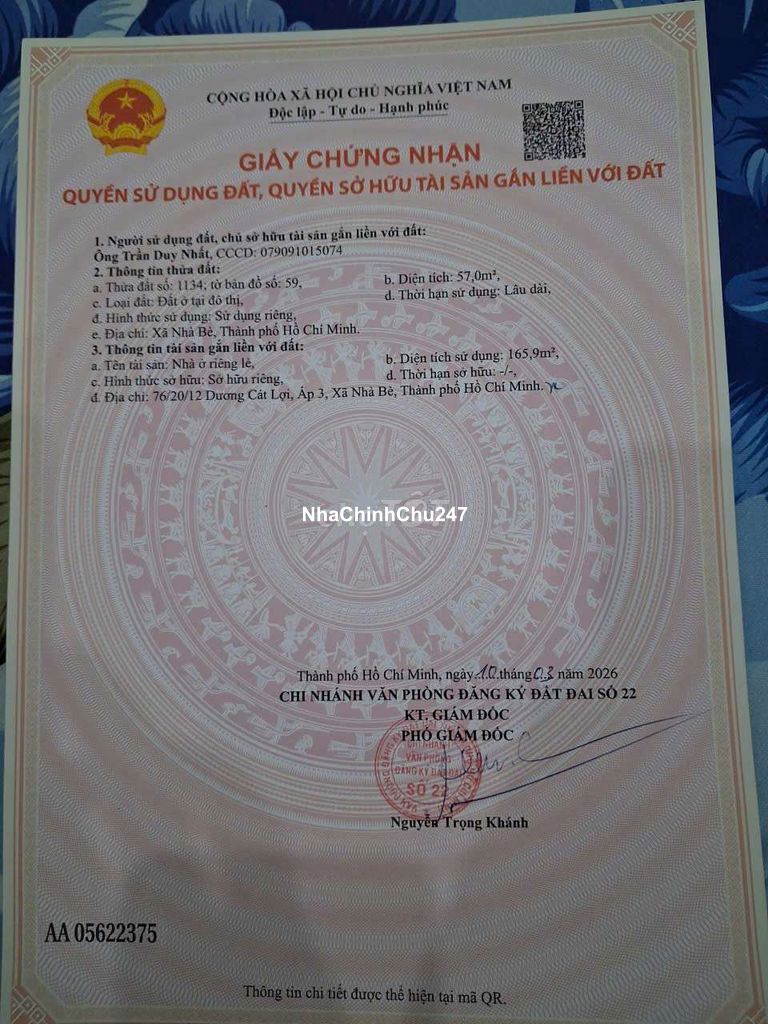 CỘNG HÒA XÃ HỘI CHỦ NGHĨA VIỆT NAM
Độc lập - Tự do - Hạnh phúc
GIẤY CHỨNG NHẬN
QUYỀN SỬ DỤNG ĐẤT, QUYỀN SỞ HỮU TÀI SẢN GẮN LIỀN VỚI ĐẤT
1. Người sử dụng đất, chủ sở hữu tài sản gắn liền với đất:
Ông Trần Duy Nhất, CCCD: 079091015074
2. Thông tin thửa đất:
a. Thửa đất số: 1134; tờ bản đồ số: 59, b. Diện tích: 57,0m²,
c. Loại đất: Đất ở tại đô thị, d. Thời hạn sử dụng: Lâu dài,
đ. Hình thức sử dụng: Sử dụng riêng,
e. Địa chỉ: Xã Nhà Bè, Thành phố Hồ Chí Minh.
3. Thông tin tài sản gắn liền với đất:
a. Tên tài sản: Nhà ở riêng lẻ, b. Diện tích sử dụng: 165,9m²,
c. Hình thức sở hữu: Sở hữu riêng, d. Thời hạn sở hữu: -/-,
đ. Địa chỉ: 76/20/12 Dương Cát Lợi, Ấp 3, Xã Nhà Bè, Thành phố Hồ Chí Minh.
NhaChinhChu247
Thành phố Hồ Chí Minh, ngày 10 tháng 03 năm 2026
CHI NHÁNH VĂN PHÒNG ĐĂNG KÝ ĐẤT ĐAI SỐ 22
KT. GIÁM ĐỐC
PHÓ GIÁM ĐỐC
CHI NHÁNH
VĂN PHÒNG
ĐĂNG KÝ ĐẤT ĐAI
SỐ 22
Nguyễn Trọng Khánh
AA 05622375
Thông tin chi tiết được thể hiện tại mã QR.